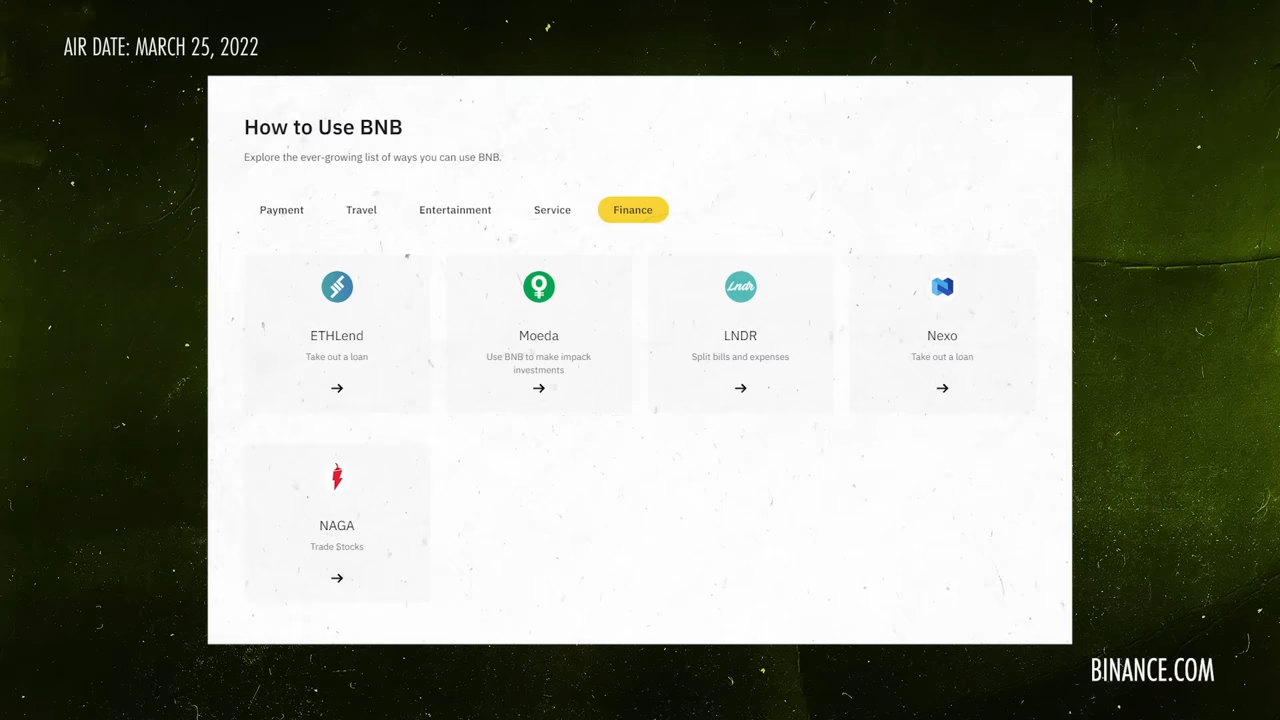 AIR DATE: MARCH 25, 2022
How to Use BNB
Explore the ever-growing list of ways you can use BNB.
Payment Travel Entertainment Service Finance
ETHLend
Take out a loan
Moeda
Use BNB to make impack
investments
Lndr
LNDR
Split bills and expenses
Nexo
Take out a loan
NAGA
Trade Stocks
BINANCE.COM